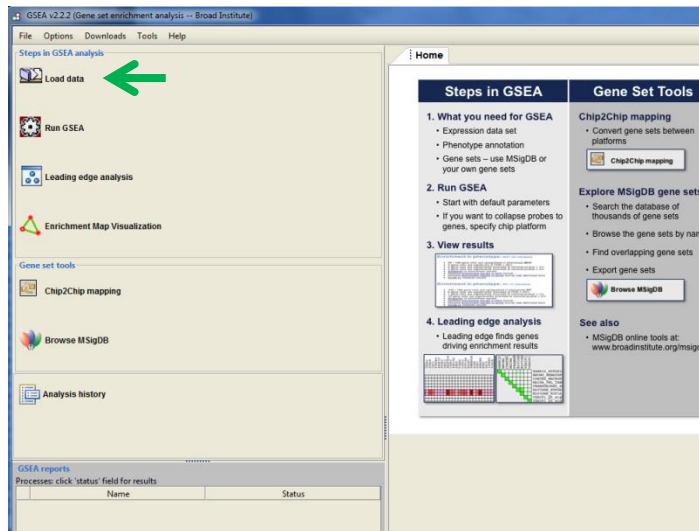 GSEA v2.2.2 (Gene set enrichment analysis -- Broad Institute)
File Options Downloads Tools Help
Steps in GSEA analysis
Load data
Run GSEA
Leading edge analysis
Enrichment Map Visualization
Gene set tools
Chip2Chip mapping
Browse MSigDB
Analysis history
GSEA reports
Processes: click 'status' field for results
Name Status
Home
Steps in GSEA
1. What you need for GSEA
• Expression data set
• Phenotype annotation
• Gene sets – use MSigDB or
your own gene sets
2. Run GSEA
• Start with default parameters
• If you want to collapse probes to
genes, specify chip platform
3. View results
4. Leading edge analysis
• Leading edge finds genes
driving enrichment results
Gene Set Tools
Chip2Chip mapping
• Convert gene sets between
platforms
Chip2Chip mapping
Explore MSigDB gene sets
• Search the database of
thousands of gene sets
• Browse the gene sets by nam
• Find overlapping gene sets
• Export gene sets
Browse MSigDB
See also
• MSigDB online tools at:
www.broadinstitute.org/msigd